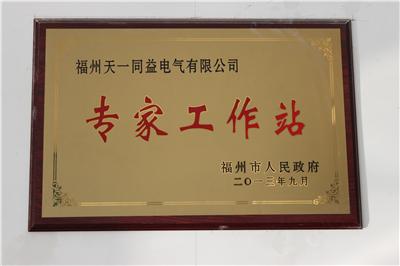 福州天一同益电气有限公司
专家工作站
福州市人民政府
二〇一三年九月